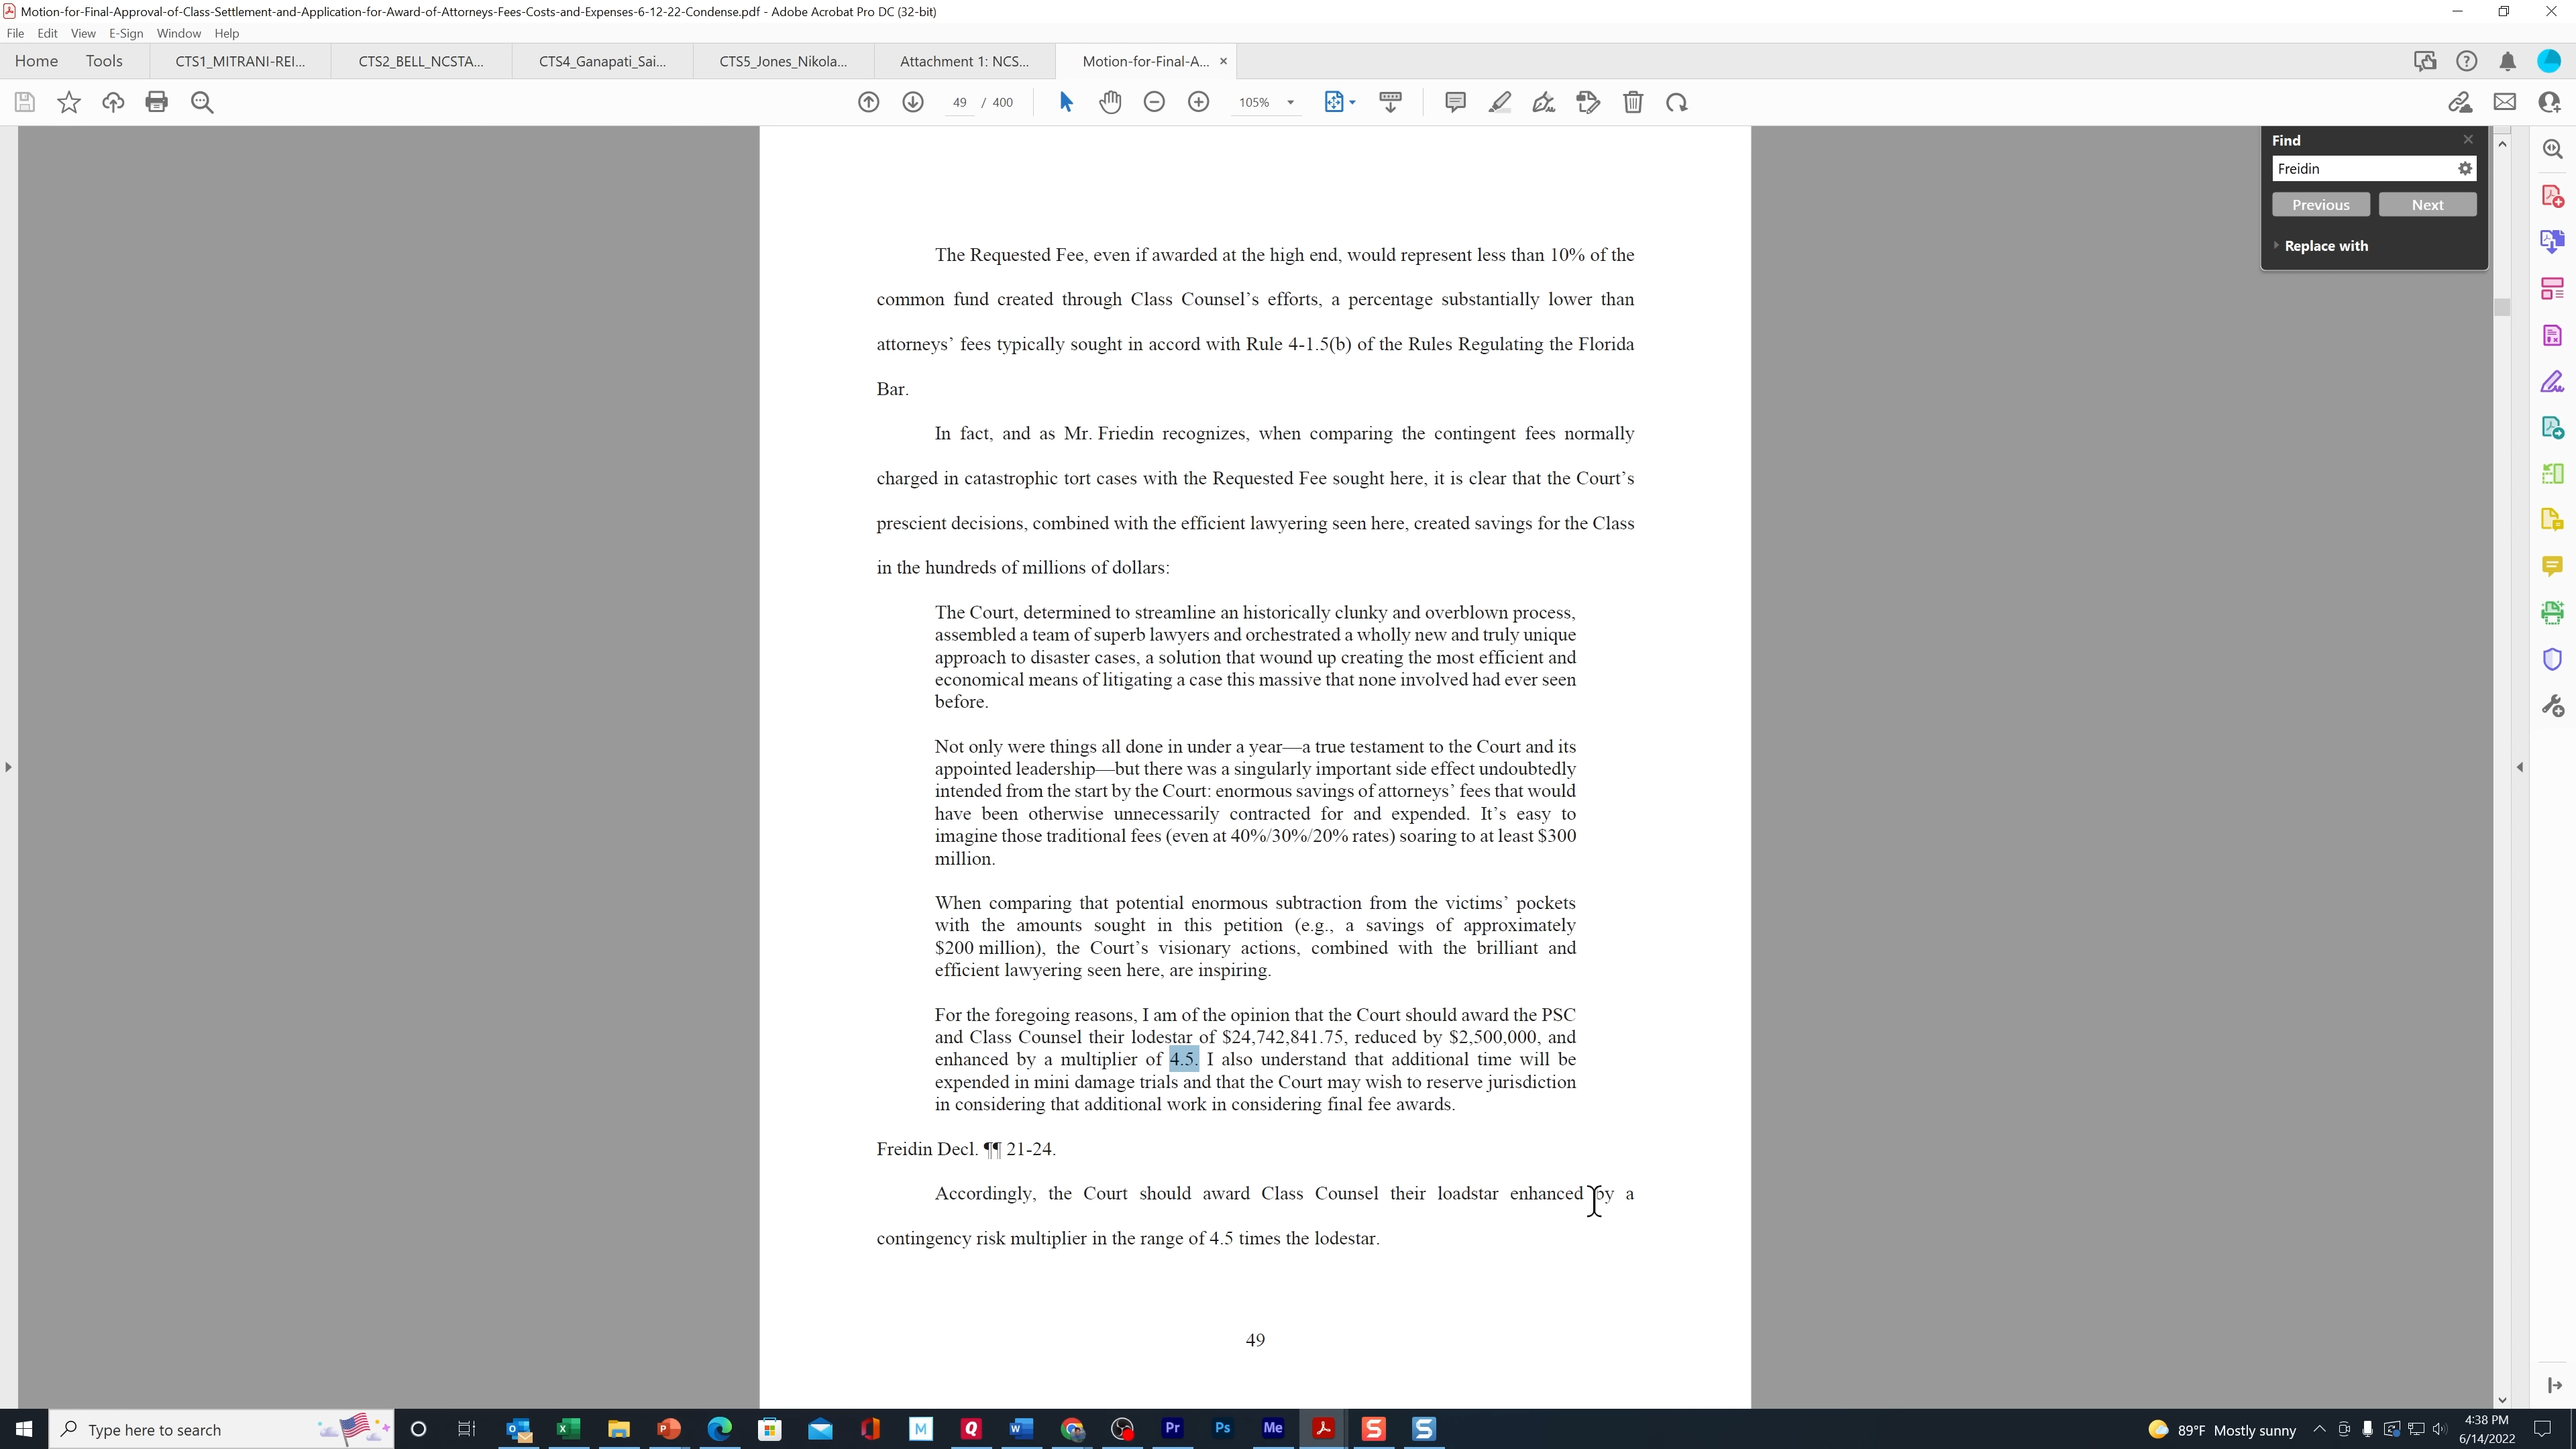 Motion-for-Final-Approval-of-Class-Settlement-and-Application-for-Award-of-Attorneys-Fees-Costs-and-Expenses-6-12-22-Condense.pdf - Adobe Acrobat Pro DC (32-bit)
File Edit View E-Sign Window Help
Home Tools CTS1_MITRANI-REI... CTS2_BELL_NCSTA... CTS4_Ganapati_Sai... CTS5_Jones_Nikola... Attachment 1: NCS... Motion-for-Final-A... ×
49 / 400 105%
Find
Freidin
Previous Next
Replace with
The Requested Fee, even if awarded at the high end, would represent less than 10% of the
common fund created through Class Counsel’s efforts, a percentage substantially lower than
attorneys’ fees typically sought in accord with Rule 4-1.5(b) of the Rules Regulating the Florida
Bar.
In fact, and as Mr. Friedin recognizes, when comparing the contingent fees normally
charged in catastrophic tort cases with the Requested Fee sought here, it is clear that the Court’s
prescient decisions, combined with the efficient lawyering seen here, created savings for the Class
in the hundreds of millions of dollars:
The Court, determined to streamline an historically clunky and overblown process,
assembled a team of superb lawyers and orchestrated a wholly new and truly unique
approach to disaster cases, a solution that wound up creating the most efficient and
economical means of litigating a case this massive that none involved had ever seen
before.
Not only were things all done in under a year—a true testament to the Court and its
appointed leadership—but there was a singularly important side effect undoubtedly
intended from the start by the Court: enormous savings of attorneys’ fees that would
have been otherwise unnecessarily contracted for and expended. It’s easy to
imagine those traditional fees (even at 40%/30%/20% rates) soaring to at least $300
million.
When comparing that potential enormous subtraction from the victims’ pockets
with the amounts sought in this petition (e.g., a savings of approximately
$200 million), the Court’s visionary actions, combined with the brilliant and
efficient lawyering seen here, are inspiring.
For the foregoing reasons, I am of the opinion that the Court should award the PSC
and Class Counsel their lodestar of $24,742,841.75, reduced by $2,500,000, and
enhanced by a multiplier of 4.5. I also understand that additional time will be
expended in mini damage trials and that the Court may wish to reserve jurisdiction
in considering that additional work in considering final fee awards.
Freidin Decl. ¶¶ 21-24.
Accordingly, the Court should award Class Counsel their loadstar enhanced by a
contingency risk multiplier in the range of 4.5 times the lodestar.
49
Type here to search
Pr Ps Me
89°F Mostly sunny
4:38 PM
6/14/2022